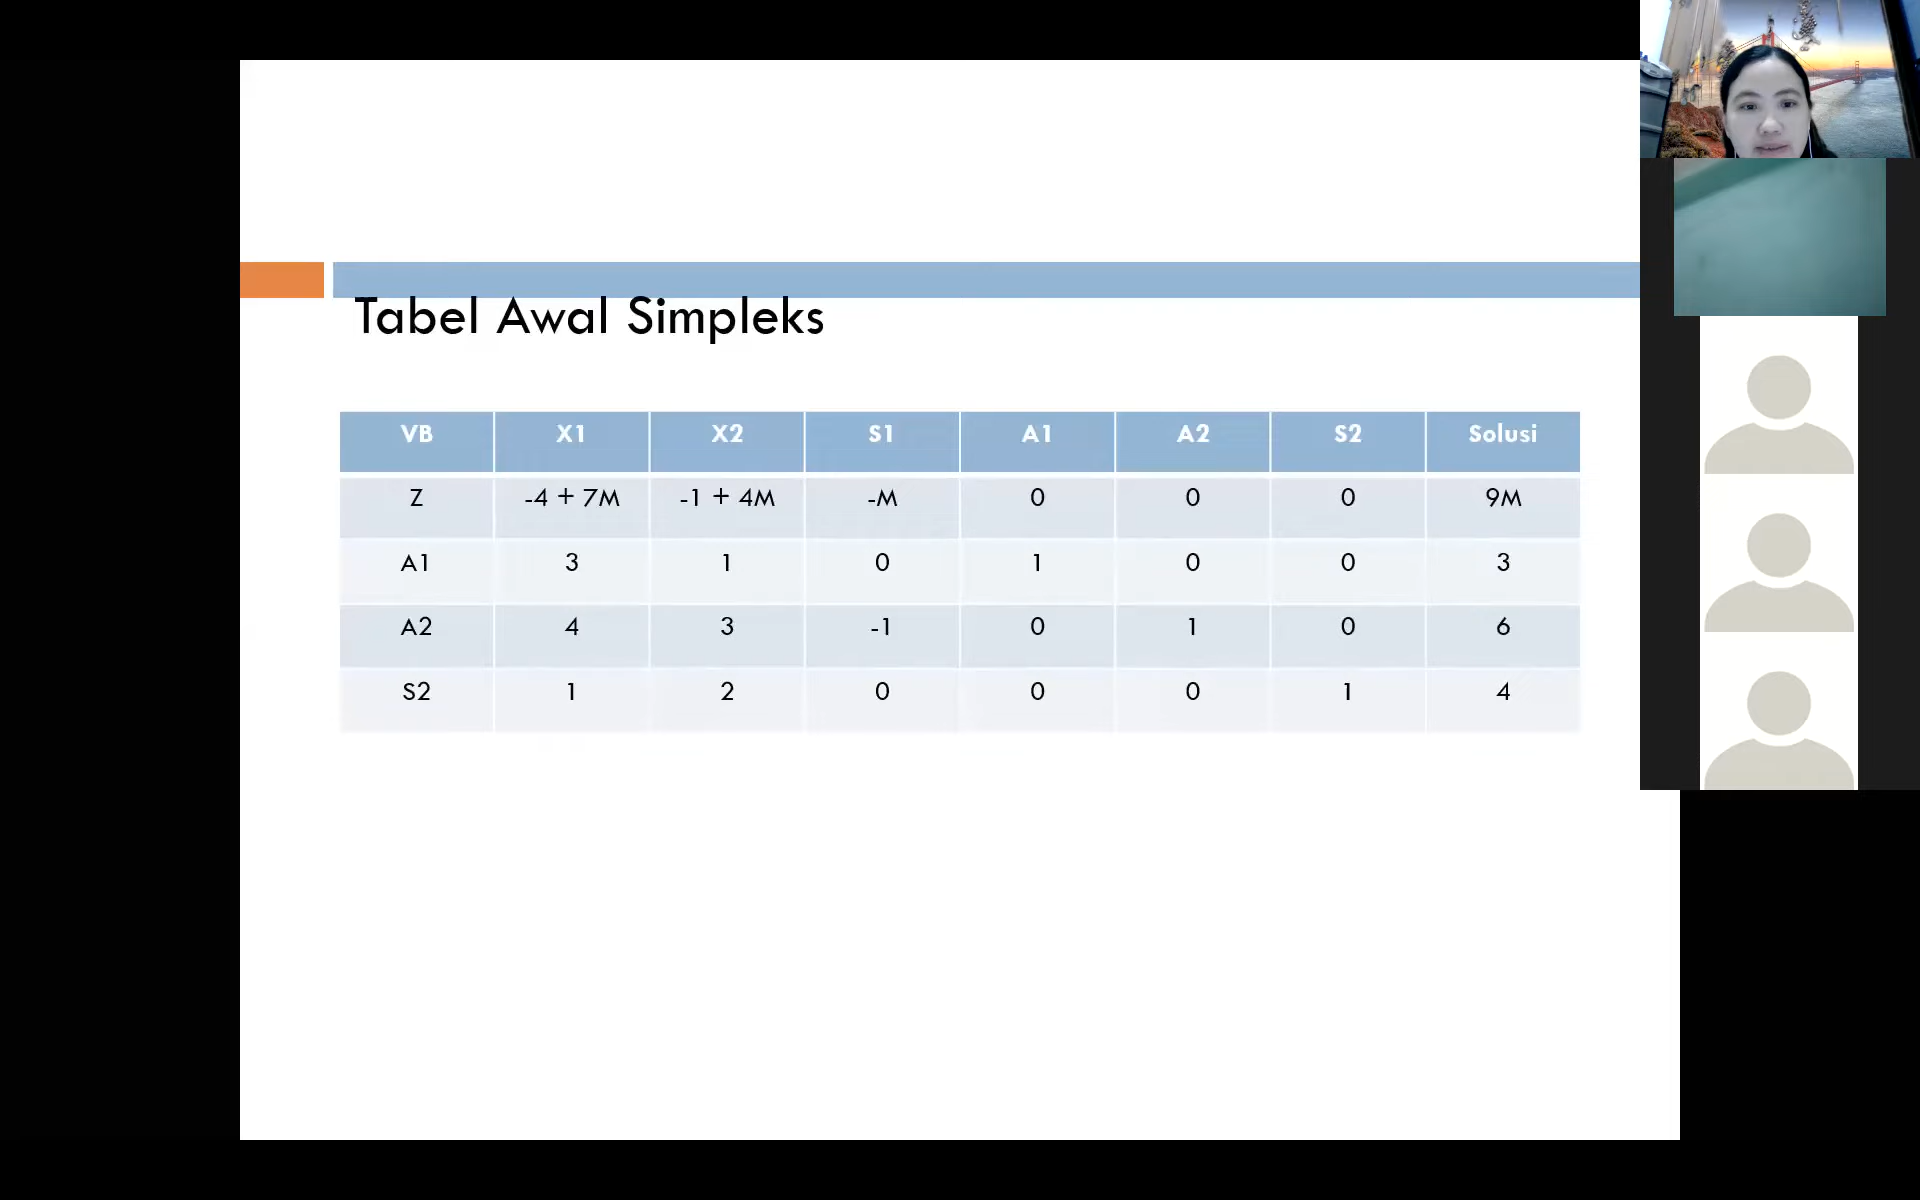 Tabel Awal Simpleks
VB X1 X2 S1 A1 A2 S2 Solusi
Z -4 + 7M -1 + 4M -M 0 0 0 9M
A1 3 1 0 1 0 0 3
A2 4 3 -1 0 1 0 6
S2 1 2 0 0 0 1 4